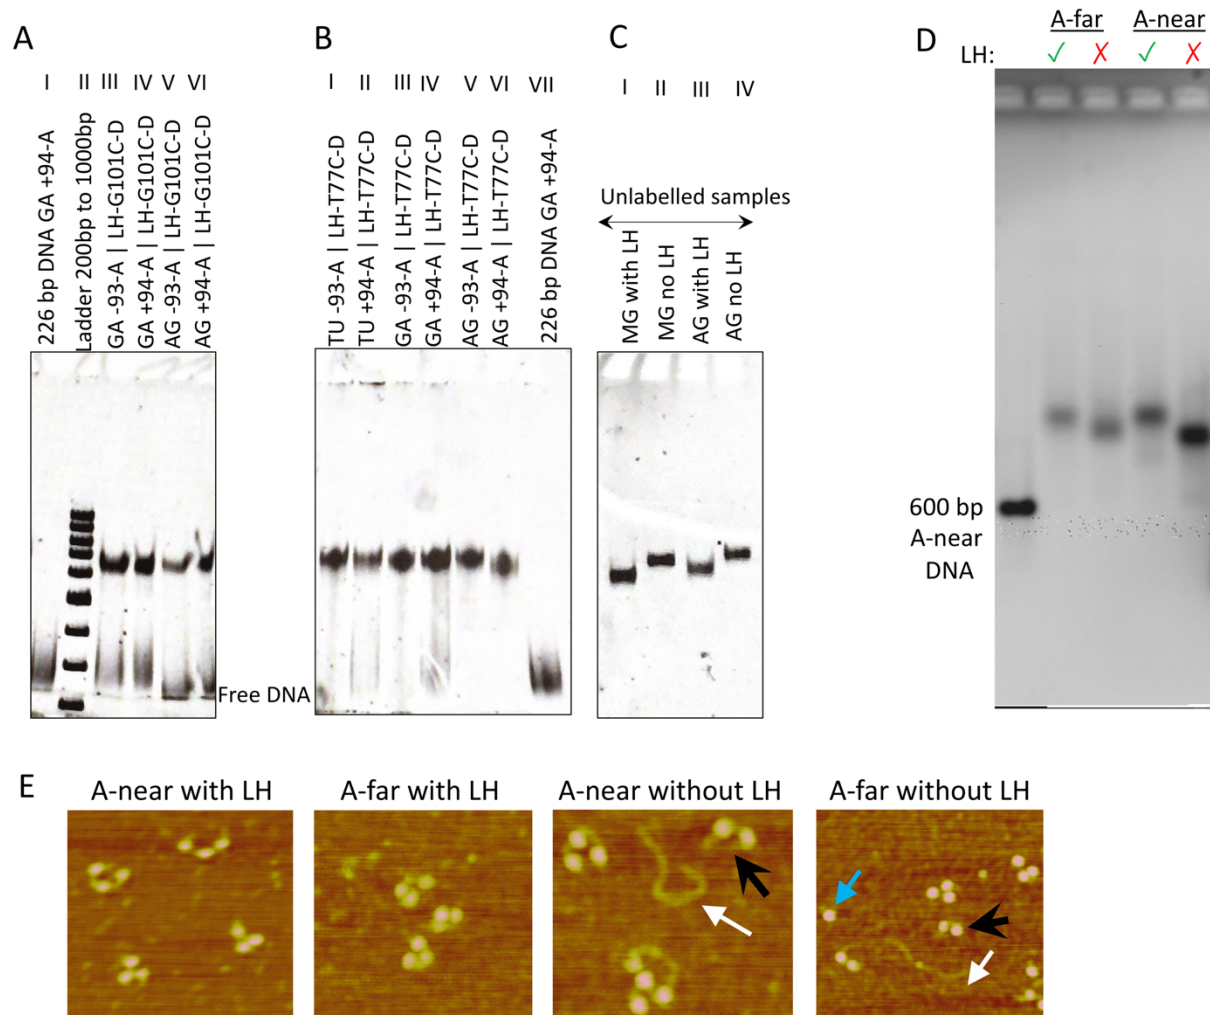 A
I II III IV V VI
226 bp DNA GA +94-A
Ladder 200bp to 1000bp
GA -93-A | LH-G101C-D
GA +94-A | LH-G101C-D
AG -93-A | LH-G101C-D
AG +94-A | LH-G101C-D
Free DNA
B
I II III IV V VI VII
TU -93-A | LH-T77C-D
TU +94-A | LH-T77C-D
GA -93-A | LH-T77C-D
GA +94-A | LH-T77C-D
AG -93-A | LH-T77C-D
AG +94-A | LH-T77C-D
226 bp DNA GA +94-A
C
I II III IV
Unlabelled samples
MG with LH
MG no LH
AG with LH
AG no LH
D
A-far A-near
LH: ✓ ✗ ✓ ✗
600 bp
A-near
DNA
E
A-near with LH
A-far with LH
A-near without LH
A-far without LH